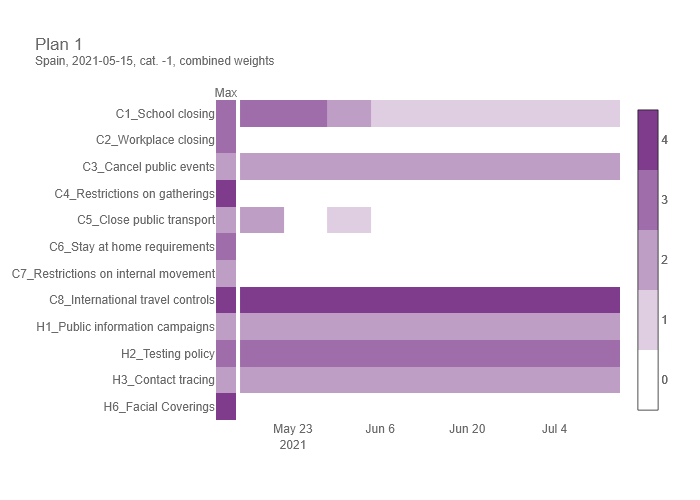 Plan 1
Spain, 2021-05-15, cat. -1, combined weights
Max
C1_School closing
C2_Workplace closing
C3_Cancel public events
C4_Restrictions on gatherings
C5_Close public transport
C6_Stay at home requirements
C7_Restrictions on internal movement
C8_International travel controls
H1_Public information campaigns
H2_Testing policy
H3_Contact tracing
H6_Facial Coverings
May 23
2021
Jun 6
Jun 20
Jul 4
4
3
2
1
0